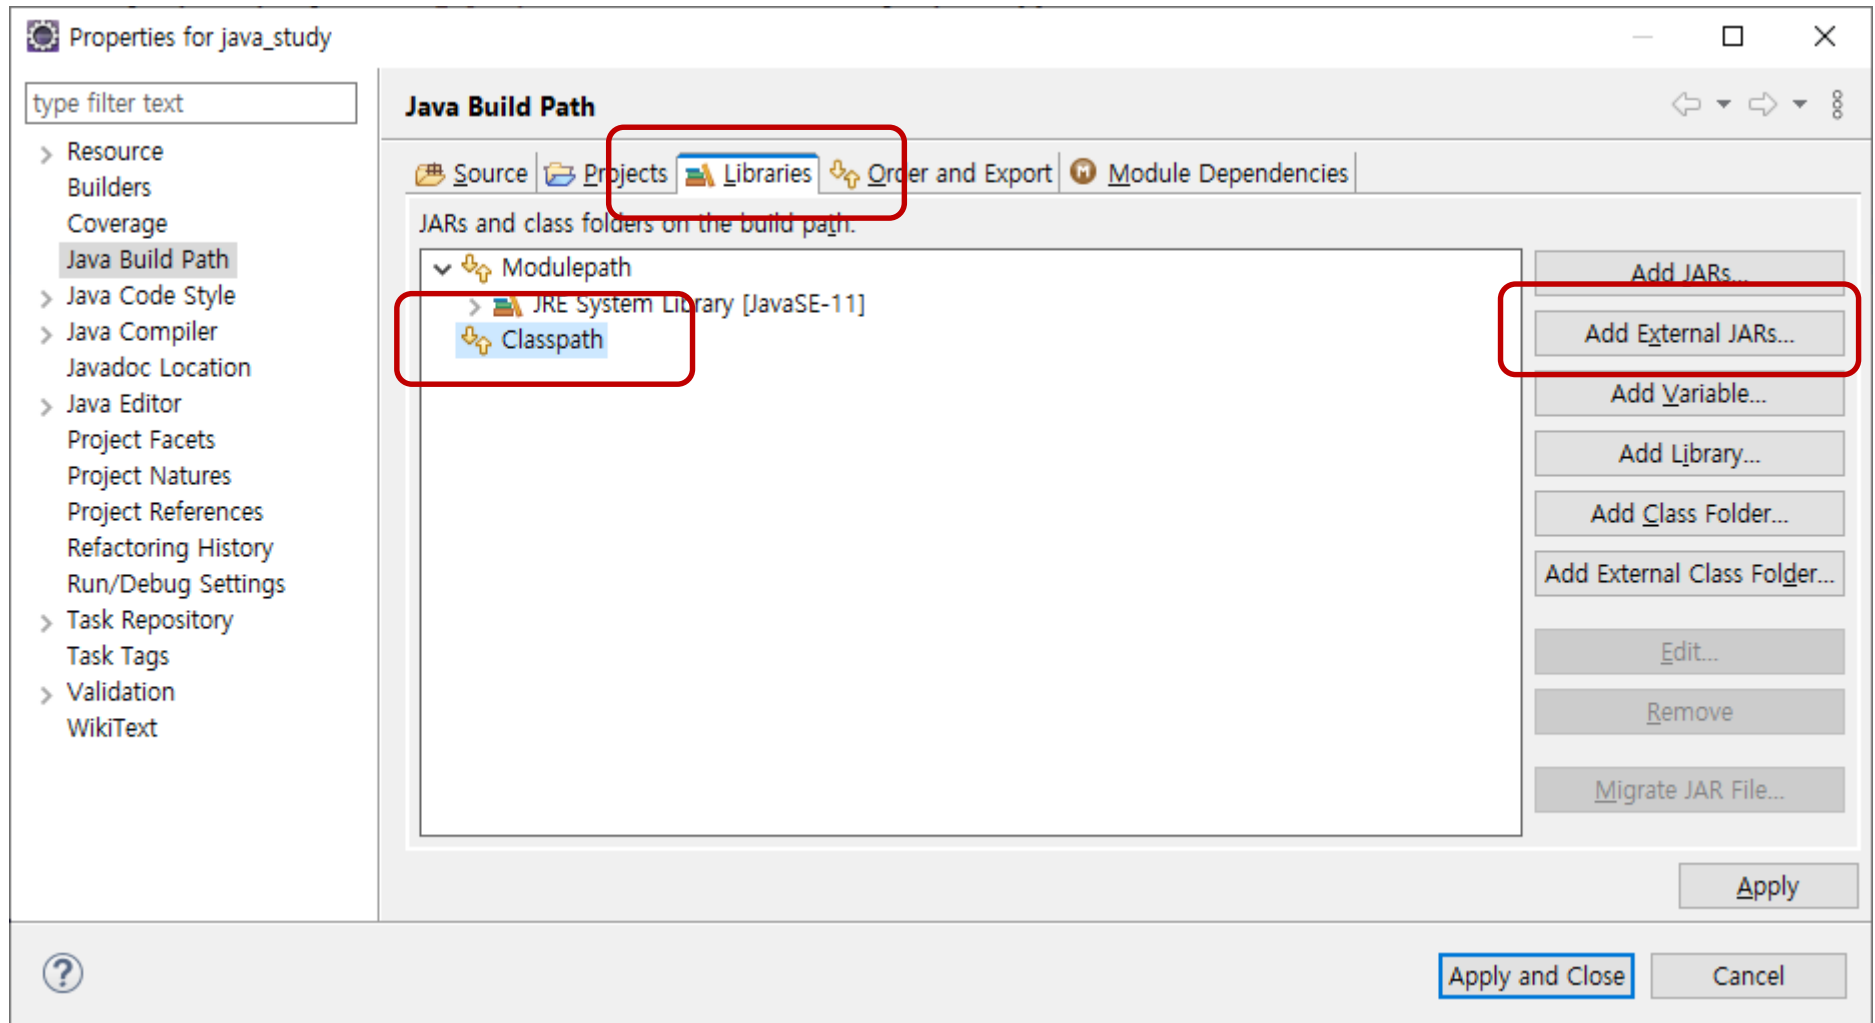 Properties for java_study
type filter text
Resource
Builders
Coverage
Java Build Path
Java Code Style
Java Compiler
Javadoc Location
Java Editor
Project Facets
Project Natures
Project References
Refactoring History
Run/Debug Settings
Task Repository
Task Tags
Validation
WikiText
Java Build Path
Source Projects Libraries Order and Export Module Dependencies
JARs and class folders on the build path:
Modulepath
JRE System Library [JavaSE-11]
Classpath
Add JARs...
Add External JARs...
Add Variable...
Add Library...
Add Class Folder...
Add External Class Folder...
Edit...
Remove
Migrate JAR File...
Apply
Apply and Close Cancel